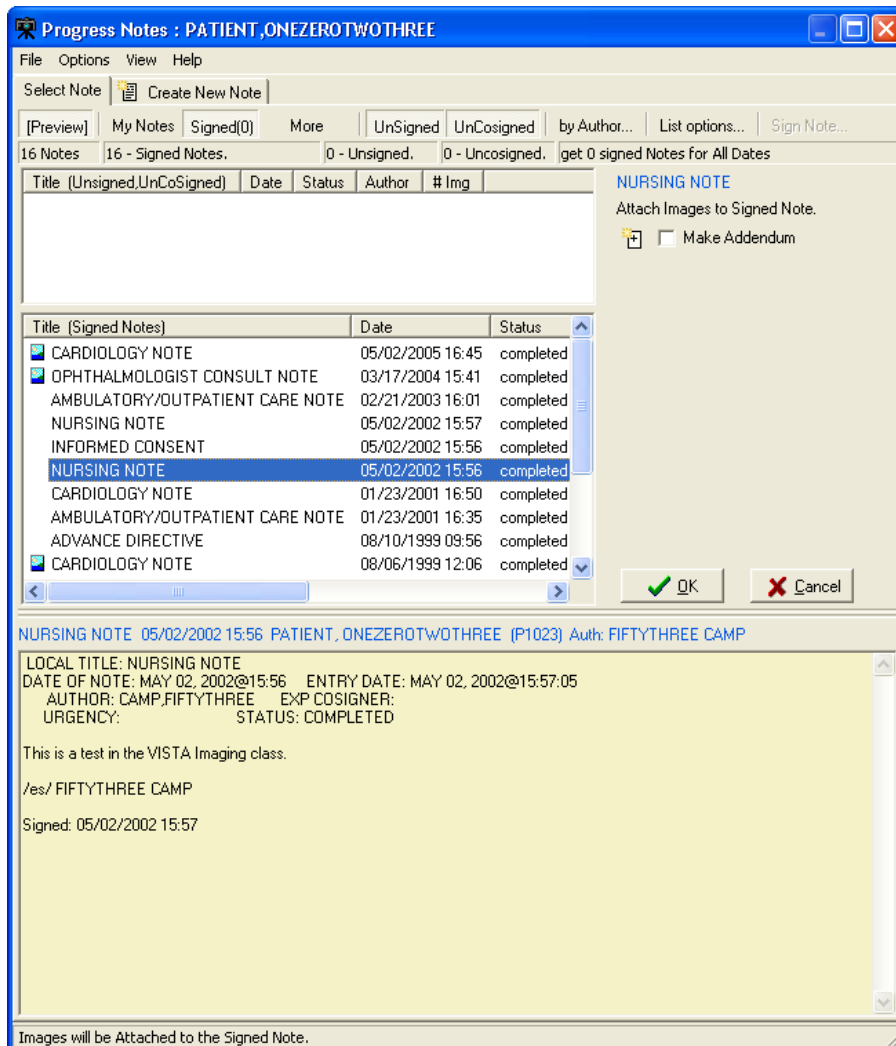 Progress Notes : PATIENT,ONEZEROTWOTHREE
File Options View Help
Select Note Create New Note
[Preview] My Notes Signed(0) More UnSigned UnCosigned by Author... List options... Sign Note...
16 Notes 16 - Signed Notes. 0 - Unsigned. 0 - Uncosigned. get 0 signed Notes for All Dates
Title (Unsigned,UnCoSigned) Date Status Author # Img
NURSING NOTE
Attach Images to Signed Note.
Make Addendum
Title (Signed Notes) Date Status
CARDIOLOGY NOTE 05/02/2005 16:45 completed
OPHTHALMOLOGIST CONSULT NOTE 03/17/2004 15:41 completed
AMBULATORY/OUTPATIENT CARE NOTE 02/21/2003 16:01 completed
NURSING NOTE 05/02/2002 15:57 completed
INFORMED CONSENT 05/02/2002 15:56 completed
NURSING NOTE 05/02/2002 15:56 completed
CARDIOLOGY NOTE 01/23/2001 16:50 completed
AMBULATORY/OUTPATIENT CARE NOTE 01/23/2001 16:35 completed
ADVANCE DIRECTIVE 08/10/1999 09:56 completed
CARDIOLOGY NOTE 08/06/1999 12:06 completed
OK Cancel
NURSING NOTE 05/02/2002 15:56 PATIENT, ONEZEROTWOTHREE (P1023) Auth: FIFTYTHREE CAMP
LOCAL TITLE: NURSING NOTE
DATE OF NOTE: MAY 02, 2002@15:56 ENTRY DATE: MAY 02, 2002@15:57:05
AUTHOR: CAMP,FIFTYTHREE EXP COSIGNER:
URGENCY: STATUS: COMPLETED
This is a test in the VISTA Imaging class.
/es/ FIFTYTHREE CAMP
Signed: 05/02/2002 15:57
Images will be Attached to the Signed Note.